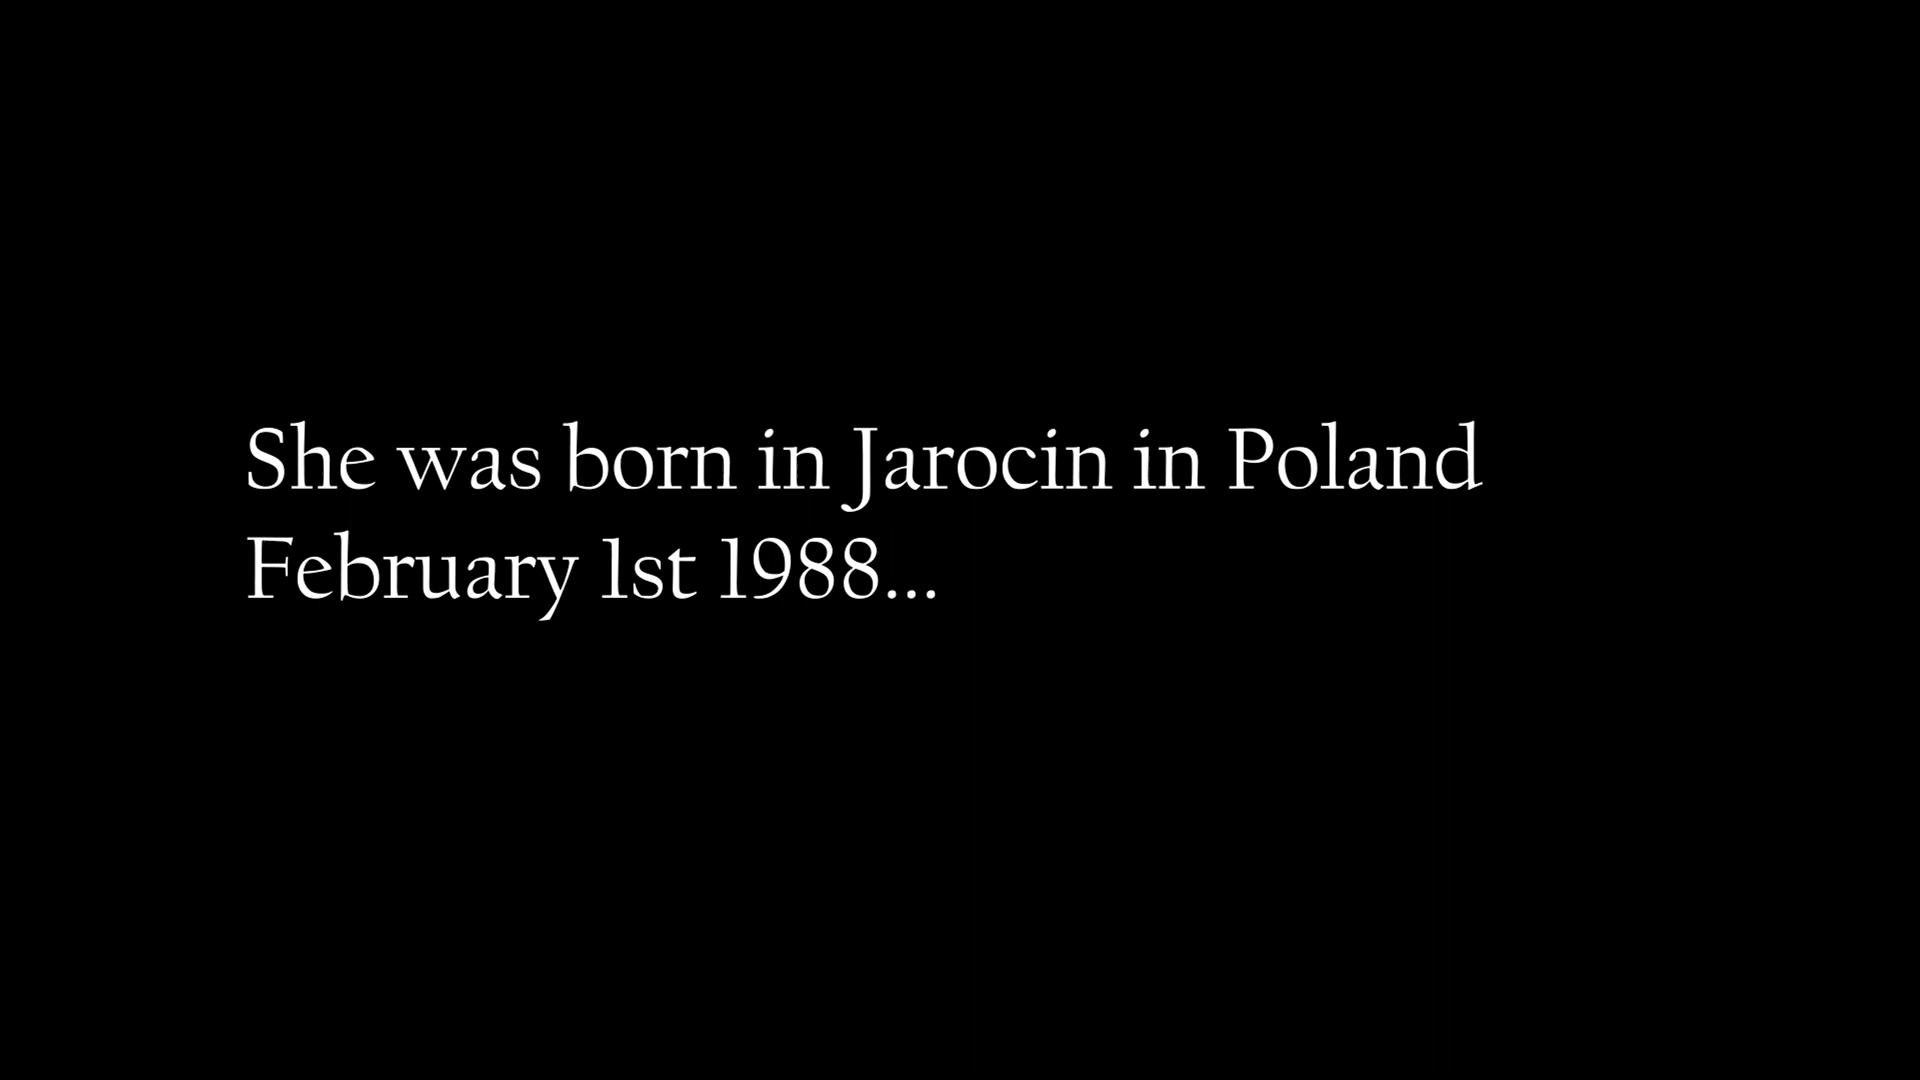 She was born in Jarocin in Poland
February 1st 1988...